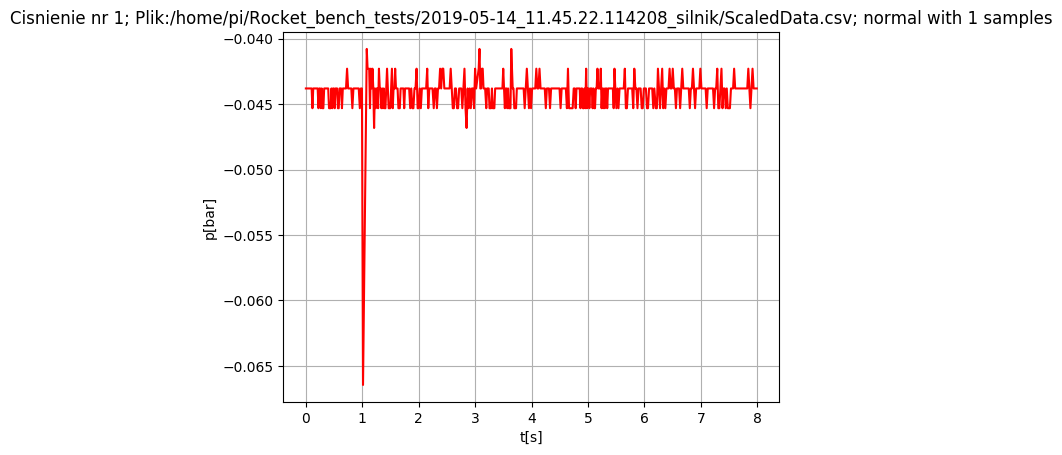 Cisnienie nr 1; Plik:/home/pi/Rocket_bench_tests/2019-05-14_11.45.22.114208_silnik/ScaledData.csv; normal with 1 samples
−0.040
−0.045
−0.050
−0.055
−0.060
−0.065
p[bar]
0 1 2 3 4 5 6 7 8
t[s]